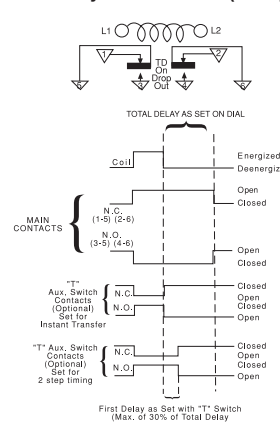 L1 L2
1 TD 2
On
Drop
Out
5 3 4 6
TOTAL DELAY AS SET ON DIAL
Coil
Energized
Deenergiz
MAIN
CONTACTS
N.C.
(1-5) (2-6)
Open
Closed
N.O.
(3-5) (4-6)
Open
Closed
"T"
Aux. Switch
Contacts
(Optional)
Set for
Instant Transfer
N.C.
N.O.
Closed
Open
Closed
Open
"T" Aux. Switch
Contacts
(Optional)
Set for
2 step timing
N.C.
N.O.
Closed
Open
Closed
Open
First Delay as Set with "T" Switch
(Max. of 30% of Total Delay